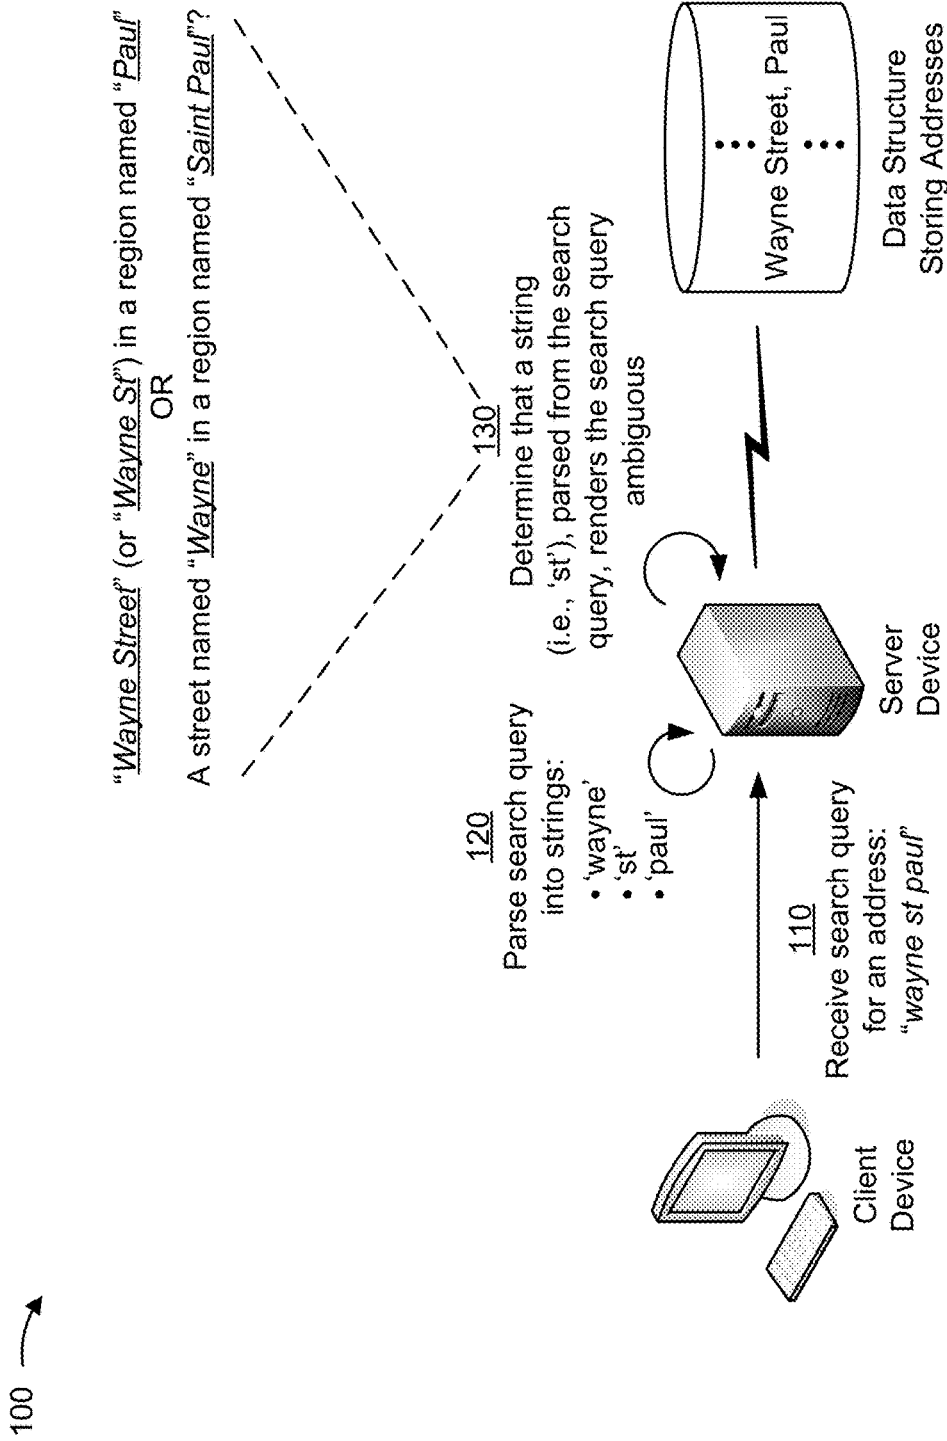 100
"Wayne Street" (or "Wayne St") in a region named "Paul"
OR
A street named "Wayne" in a region named "Saint Paul"?
130
Determine that a string
(i.e., 'st'), parsed from the search
query, renders the search query
ambiguous
120
Parse search query
into strings:
• 'wayne'
• 'st'
• 'paul'
110
Receive search query
for an address:
"wayne st paul"
Client
Device
Server
Device
Wayne Street, Paul
Data Structure
Storing Addresses